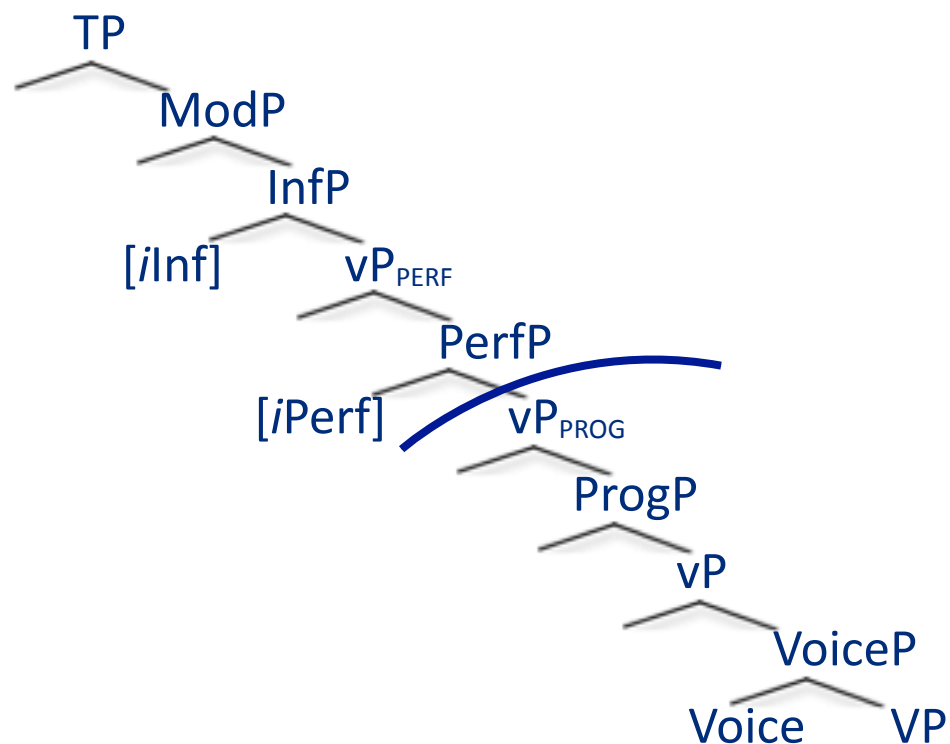 TP
ModP
InfP
[iInf] vPPERF
PerfP
[iPerf] vPPROG
ProgP
vP
VoiceP
Voice VP